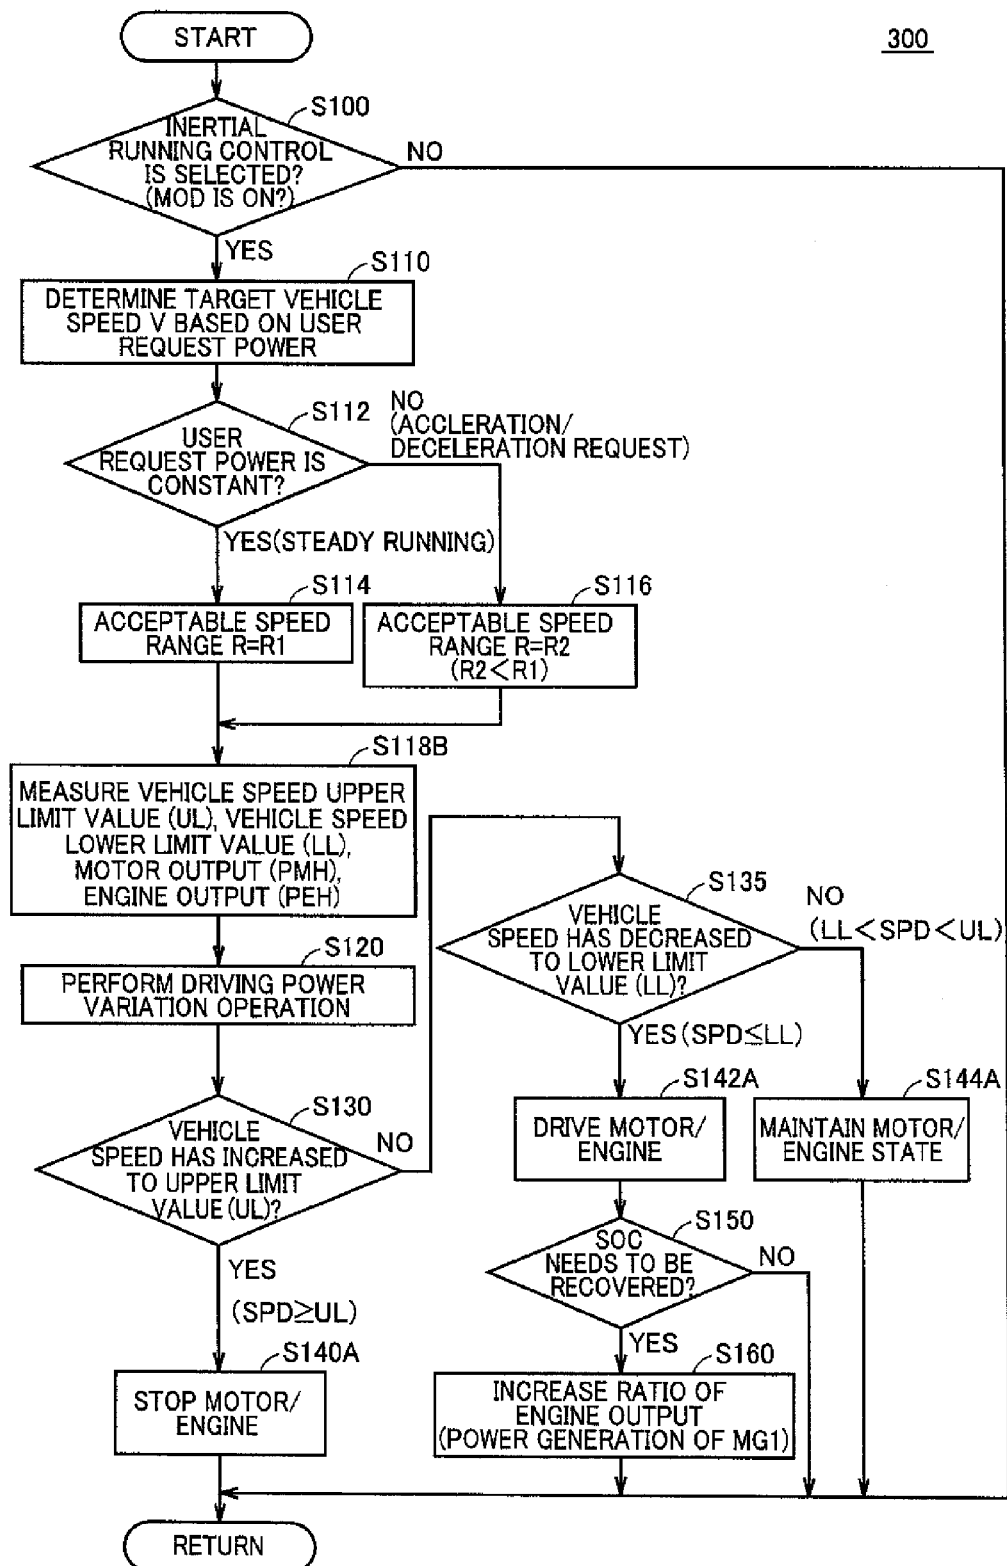 START
300
S100
INERTIAL
RUNNING CONTROL
IS SELECTED?
(MOD IS ON?)
NO
YES
S110
DETERMINE TARGET VEHICLE
SPEED V BASED ON USER
REQUEST POWER
S112
NO
(ACCLERATION/
DECELERATION REQUEST)
USER
REQUEST POWER IS
CONSTANT?
YES(STEADY RUNNING)
S114
ACCEPTABLE SPEED
RANGE R=R1
S116
ACCEPTABLE SPEED
RANGE R=R2
(R2<R1)
S118B
MEASURE VEHICLE SPEED UPPER
LIMIT VALUE (UL), VEHICLE SPEED
LOWER LIMIT VALUE (LL),
MOTOR OUTPUT (PMH),
ENGINE OUTPUT (PEH)
S120
PERFORM DRIVING POWER
VARIATION OPERATION
S130
VEHICLE
SPEED HAS INCREASED
TO UPPER LIMIT
VALUE (UL)?
NO
YES
(SPD≥UL)
S140A
STOP MOTOR/
ENGINE
S135
VEHICLE
SPEED HAS DECREASED
TO LOWER LIMIT
VALUE (LL)?
NO
(LL<SPD<UL)
YES(SPD≤LL)
S142A
DRIVE MOTOR/
ENGINE
S144A
MAINTAIN MOTOR/
ENGINE STATE
S150
SOC
NEEDS TO BE
RECOVERED?
NO
YES
S160
INCREASE RATIO OF
ENGINE OUTPUT
(POWER GENERATION OF MG1)
RETURN